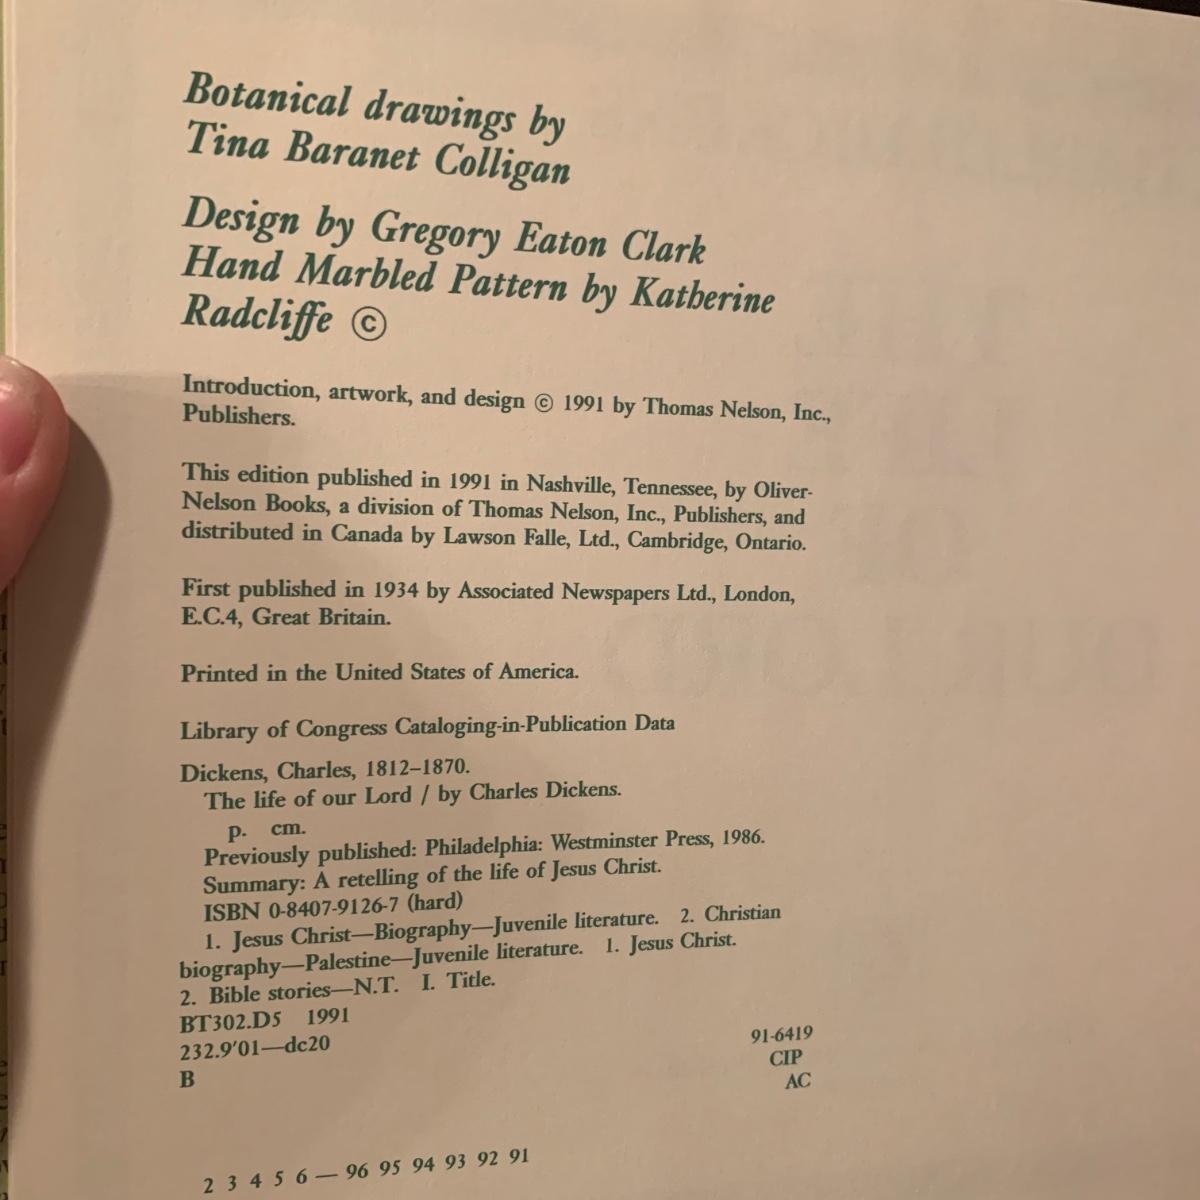 Botanical drawings by
Tina Baranet Colligan
Design by Gregory Eaton Clark
Hand Marbled Pattern by Katherine
Radcliffe ©
Introduction, artwork, and design © 1991 by Thomas Nelson, Inc.,
Publishers.
This edition published in 1991 in Nashville, Tennessee, by Oliver-
Nelson Books, a division of Thomas Nelson, Inc., Publishers, and
distributed in Canada by Lawson Falle, Ltd., Cambridge, Ontario.
First published in 1934 by Associated Newspapers Ltd., London,
E.C.4, Great Britain.
Printed in the United States of America.
Library of Congress Cataloging-in-Publication Data
Dickens, Charles, 1812–1870.
The life of our Lord / by Charles Dickens.
p. cm.
Previously published: Philadelphia: Westminster Press, 1986.
Summary: A retelling of the life of Jesus Christ.
ISBN 0-8407-9126-7 (hard)
1. Jesus Christ—Biography—Juvenile literature. 2. Christian
biography—Palestine—Juvenile literature. 1. Jesus Christ.
2. Bible stories—N.T. I. Title.
BT302.D5 1991
232.9′01—dc20
B
91-6419
CIP
AC
2 3 4 5 6 — 96 95 94 93 92 91